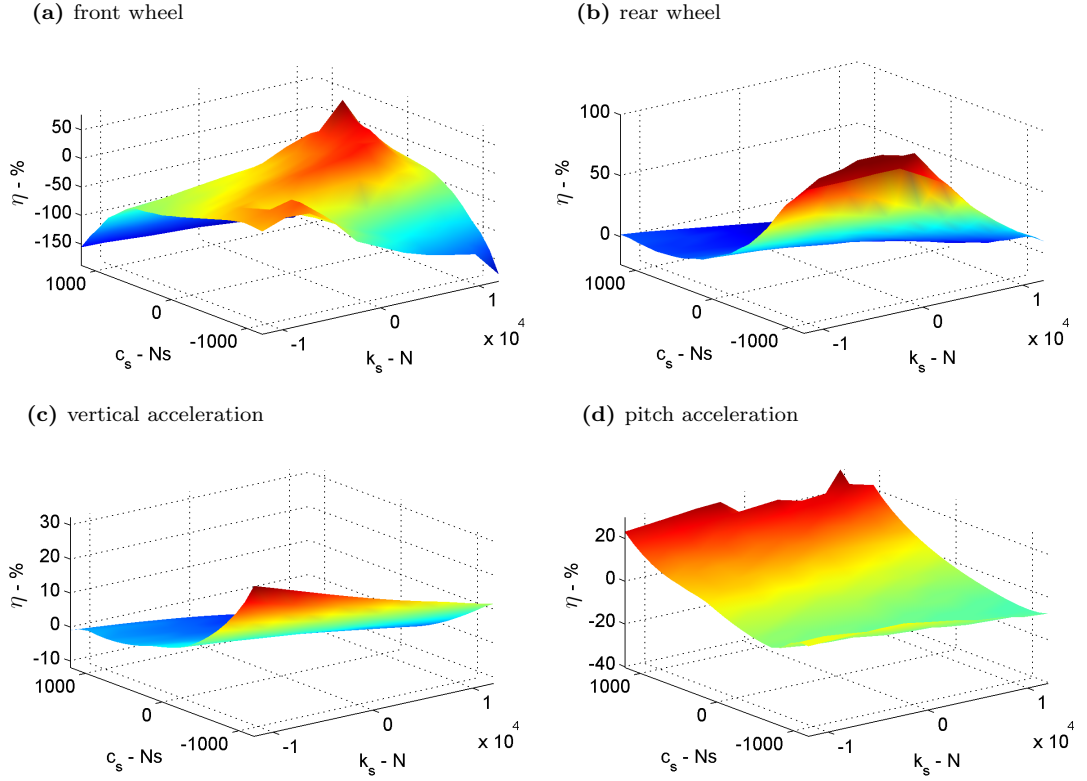 (a) front wheel
50
0
-50
-100
-150
η - %
1000
0
-1000
c_s - Ns
-1
0
1
x 10^4
k_s - N
(b) rear wheel
100
50
0
η - %
1000
0
-1000
c_s - Ns
-1
0
1
x 10^4
k_s - N
(c) vertical acceleration
30
20
10
0
-10
η - %
1000
0
-1000
c_s - Ns
-1
0
1
x 10^4
k_s - N
(d) pitch acceleration
20
0
-20
-40
η - %
1000
0
-1000
c_s - Ns
-1
0
1
x 10^4
k_s - N